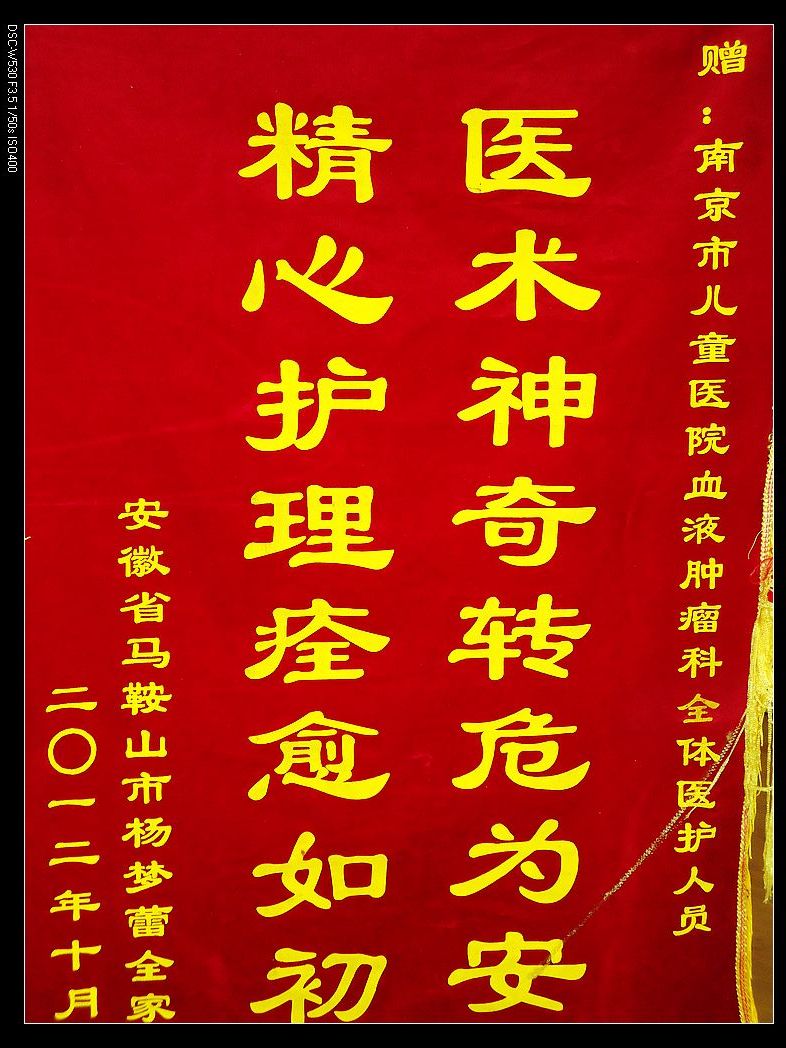 赠：南京市儿童医院血液肿瘤科全体医护人员
医术神奇转危为安
精心护理痊愈如初
安徽省马鞍山市杨梦蕾全家
二〇一二年十月
DSC-W530 F3.5 1/50s ISO400